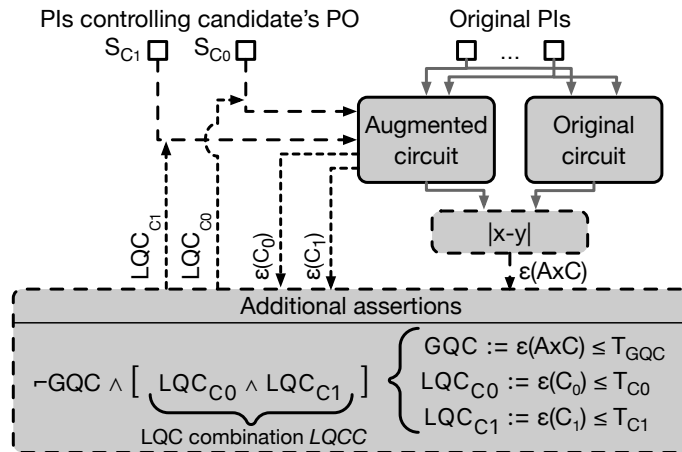 PIs controlling candidate's PO
Original PIs
S_C1
S_C0
...
Augmented circuit
Original circuit
|x-y|
LQC_C1
LQC_C0
ε(C_0)
ε(C_1)
ε(AxC)
Additional assertions
¬GQC ∧ [ LQC_C0 ∧ LQC_C1 ]
LQC combination LQCC
GQC := ε(AxC) ≤ T_GQC
LQC_C0 := ε(C_0) ≤ T_C0
LQC_C1 := ε(C_1) ≤ T_C1